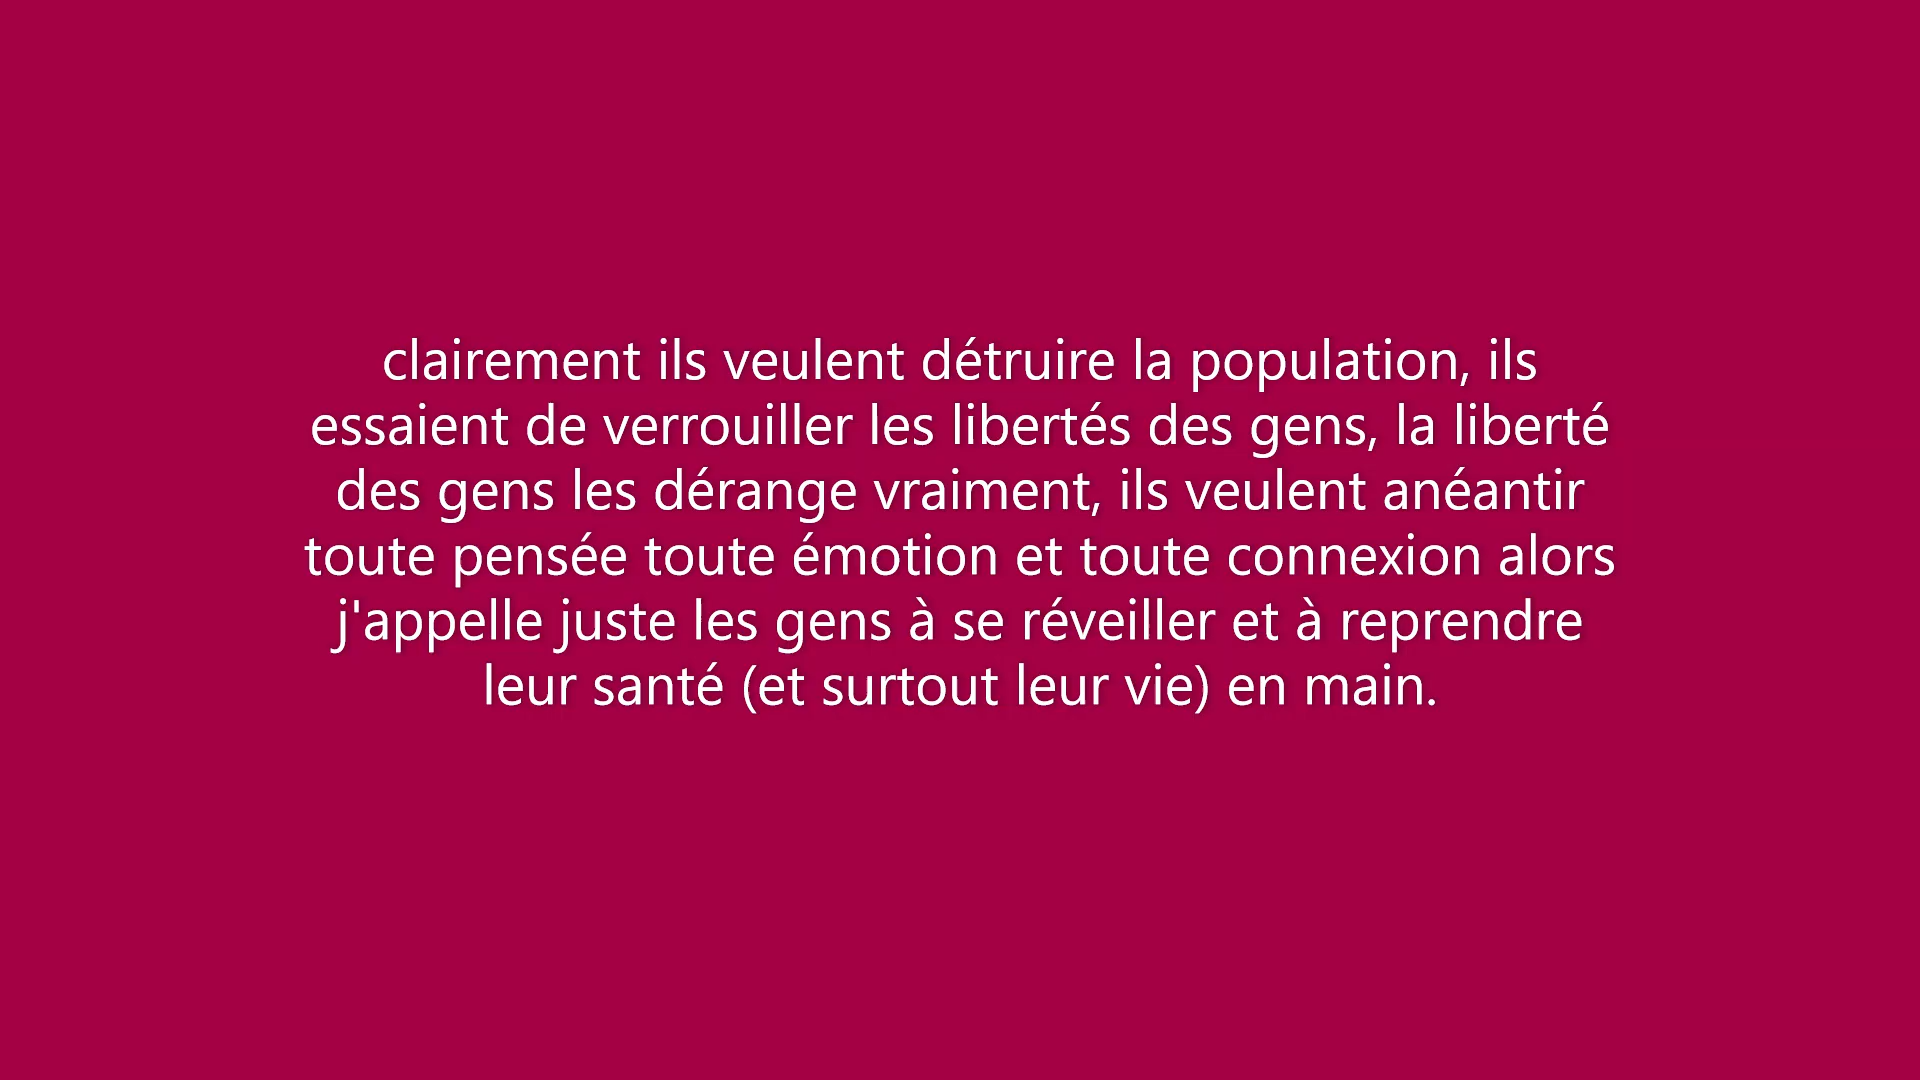 clairement ils veulent détruire la population, ils
essaient de verrouiller les libertés des gens, la liberté
des gens les dérange vraiment, ils veulent anéantir
toute pensée toute émotion et toute connexion alors
j'appelle juste les gens à se réveiller et à reprendre
leur santé (et surtout leur vie) en main.